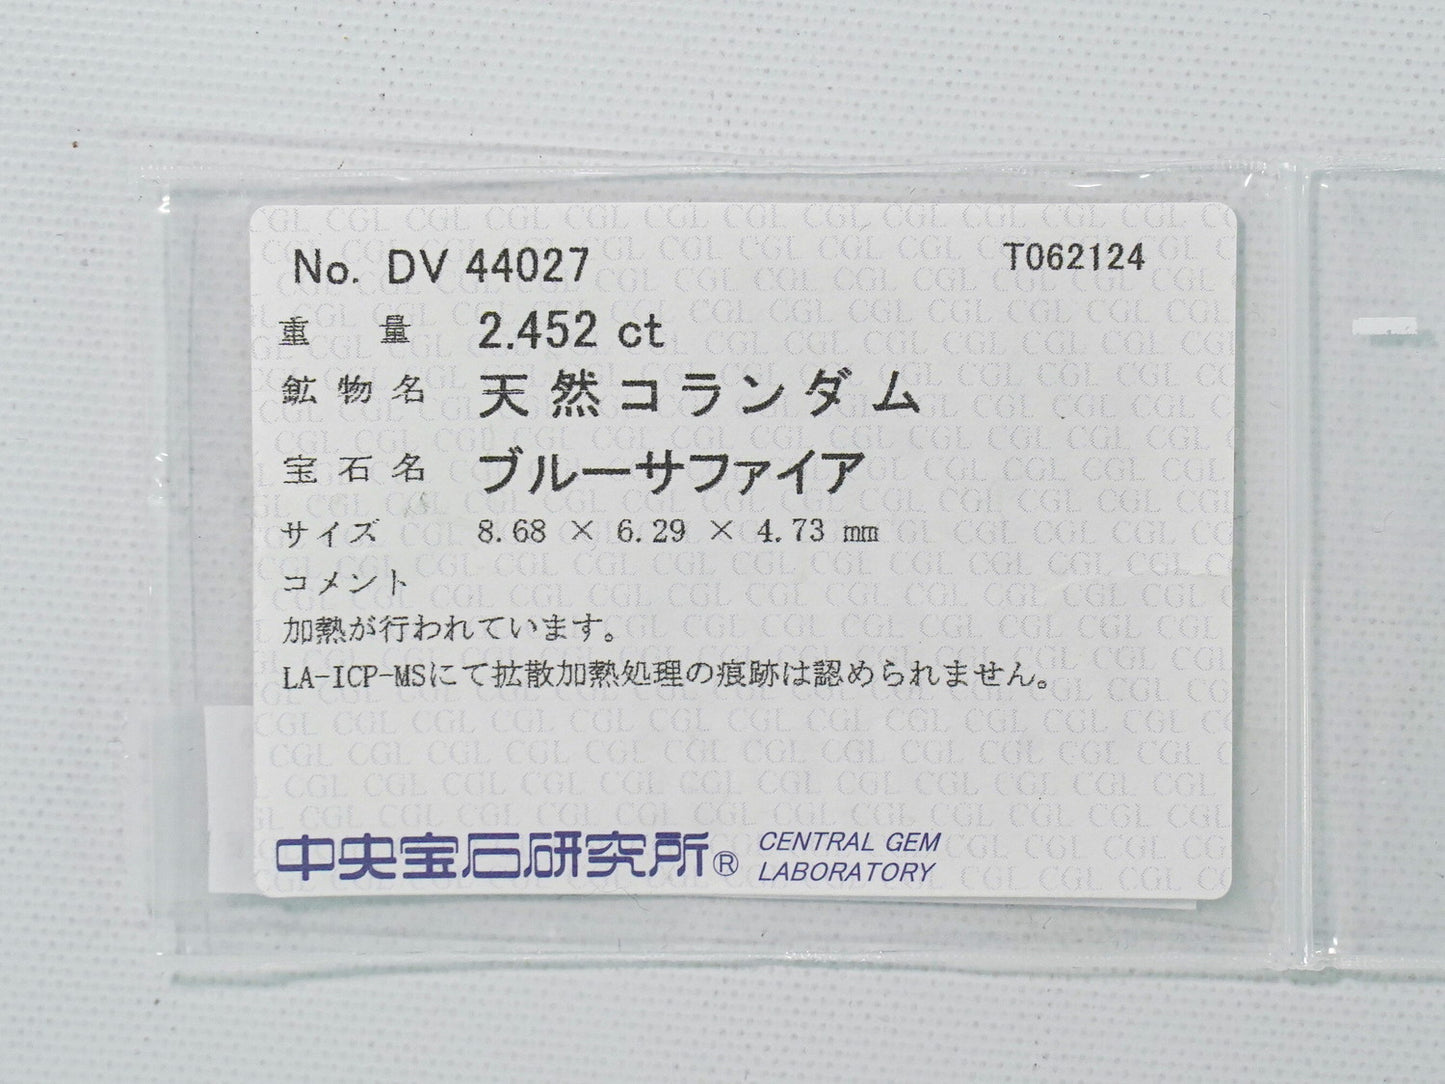 No. DV 44027 T062124
重量 2.452 ct
鉱物名 天然コランダム
宝石名 ブルーサファイア
サイズ 8.68 × 6.29 × 4.73 mm
コメント
加熱が行われています。
LA-ICP-MSにて拡散加熱処理の痕跡は認められません。
中央宝石研究所® CENTRAL GEM
LABORATORY